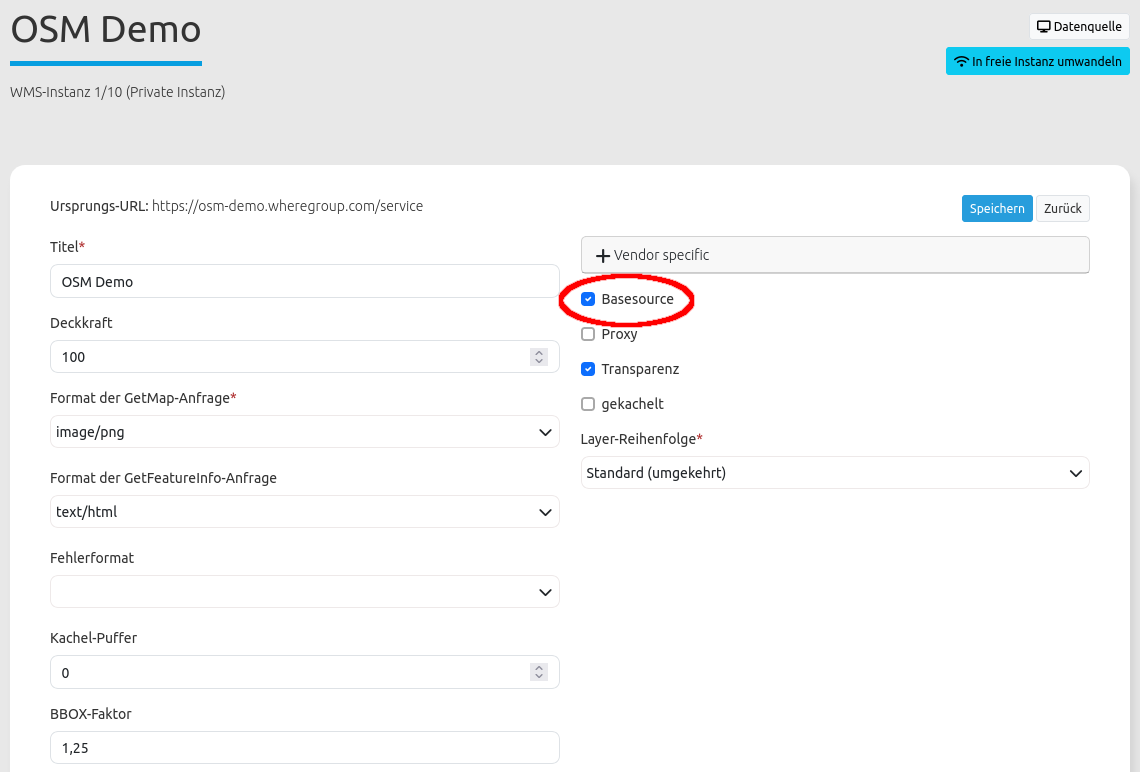 OSM Demo
Datenquelle
In freie Instanz umwandeln
WMS-Instanz 1/10 (Private Instanz)
Ursprungs-URL: https://osm-demo.wheregroup.com/service
Speichern
Zurück
Titel*
OSM Demo
Deckkraft
100
Format der GetMap-Anfrage*
image/png
Format der GetFeatureInfo-Anfrage
text/html
Fehlerformat
Kachel-Puffer
0
BBOX-Faktor
1,25
Vendor specific
Basesource
Proxy
Transparenz
gekachelt
Layer-Reihenfolge*
Standard (umgekehrt)